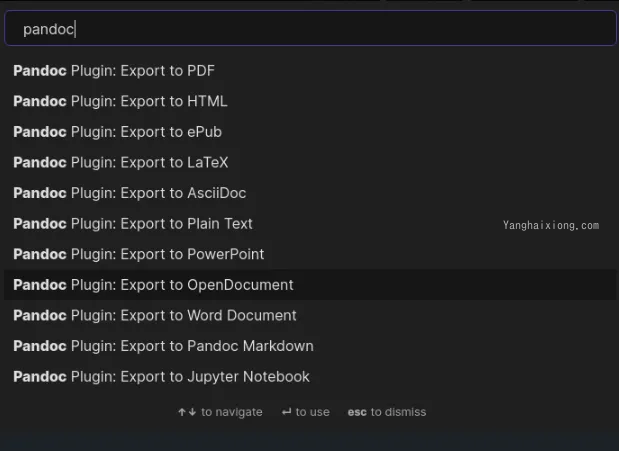 pandoc
Pandoc Plugin: Export to PDF
Pandoc Plugin: Export to HTML
Pandoc Plugin: Export to ePub
Pandoc Plugin: Export to LaTeX
Pandoc Plugin: Export to AsciiDoc
Pandoc Plugin: Export to Plain Text
Yanghaixiong.com
Pandoc Plugin: Export to PowerPoint
Pandoc Plugin: Export to OpenDocument
Pandoc Plugin: Export to Word Document
Pandoc Plugin: Export to Pandoc Markdown
Pandoc Plugin: Export to Jupyter Notebook
↑↓ to navigate ↵ to use esc to dismiss